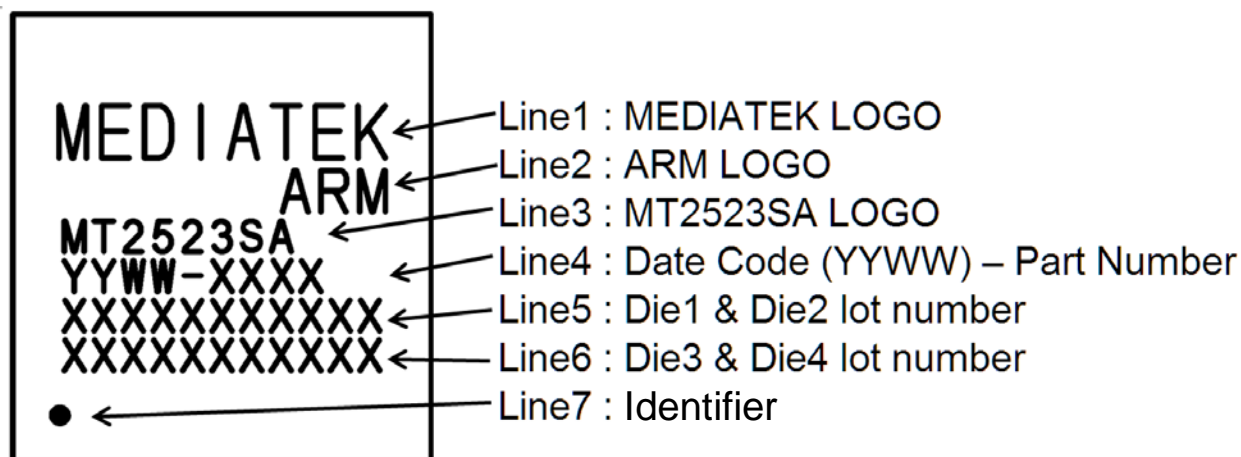 MEDIATEK
ARM
MT2523SA
YYWW-XXXX
XXXXXXXXXXX
XXXXXXXXXXX
Line1 : MEDIATEK LOGO
Line2 : ARM LOGO
Line3 : MT2523SA LOGO
Line4 : Date Code (YYWW) – Part Number
Line5 : Die1 & Die2 lot number
Line6 : Die3 & Die4 lot number
Line7 : Identifier